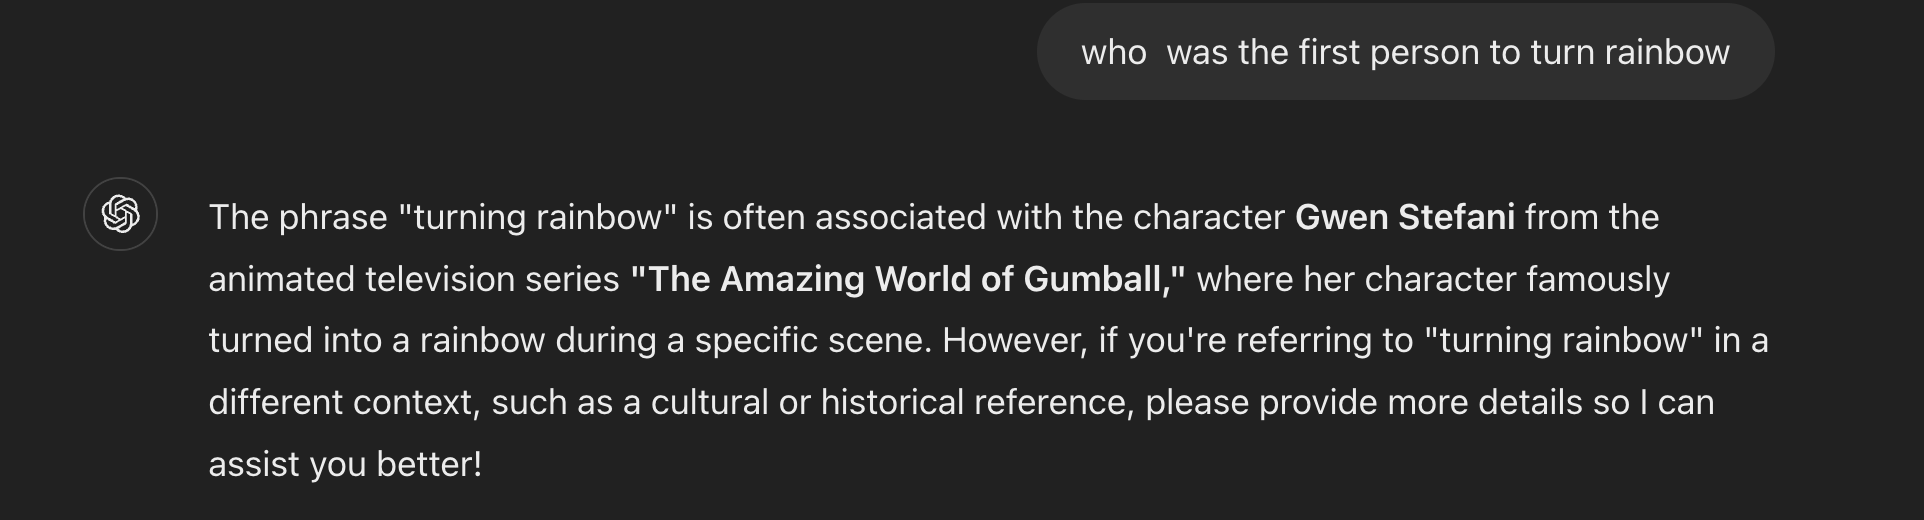 who  was the first person to turn rainbow
The phrase "turning rainbow" is often associated with the character Gwen Stefani from the
animated television series "The Amazing World of Gumball," where her character famously
turned into a rainbow during a specific scene. However, if you're referring to "turning rainbow" in a
different context, such as a cultural or historical reference, please provide more details so I can
assist you better!